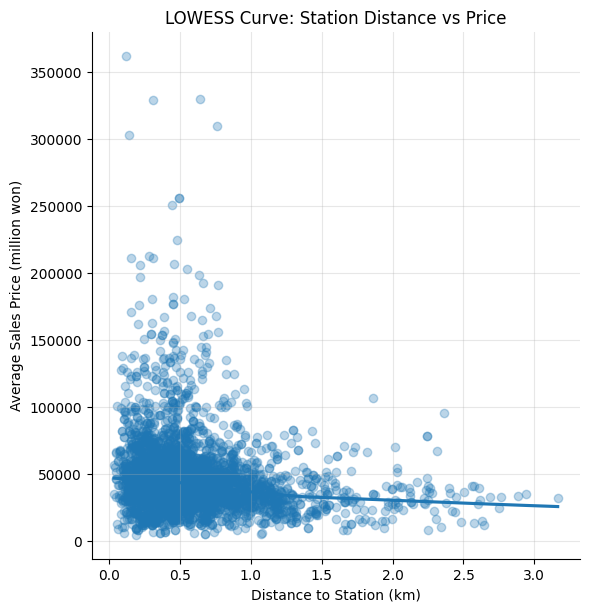 LOWESS Curve: Station Distance vs Price
Average Sales Price (million won)
350000
300000
250000
200000
150000
100000
50000
0
0.0 0.5 1.0 1.5 2.0 2.5 3.0
Distance to Station (km)